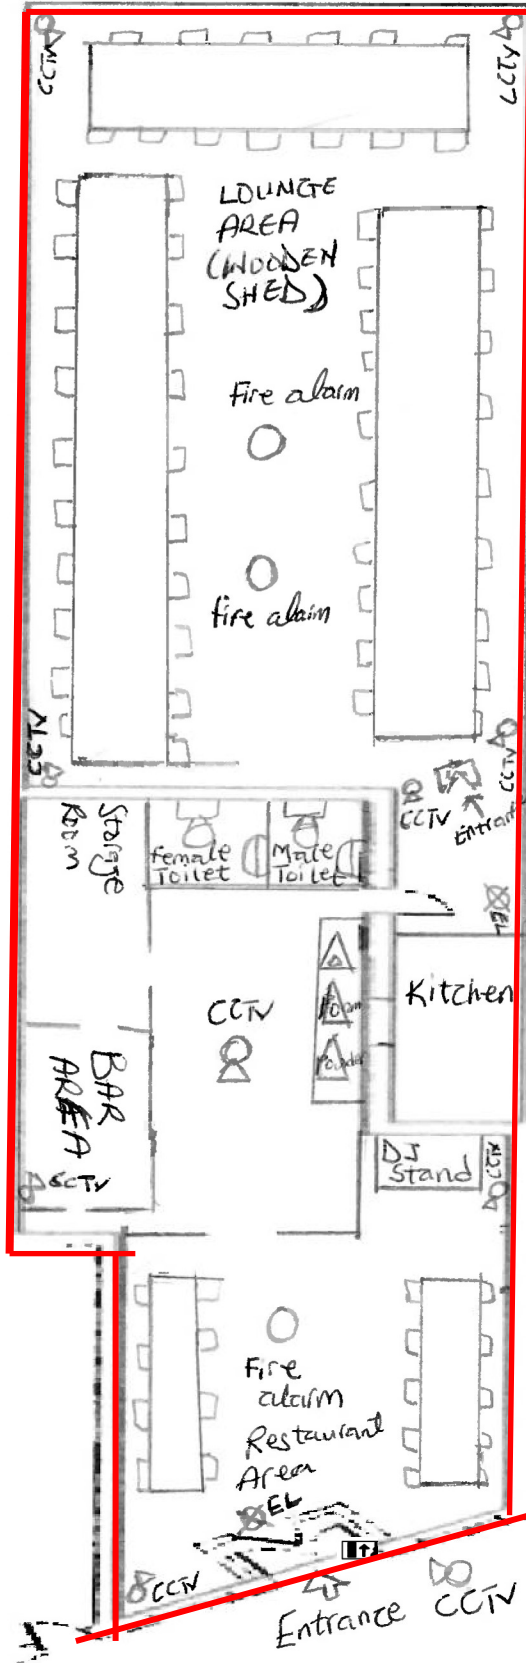 CCTV
CCTV
LOUNGE
AREA
(WOODEN
SHED)
Fire alarm
fire alarm
CCTV
CCTV
CCTV
Entrance
EL
Storage
Room
Female
Toilet
Male
Toilet
Kitchen
CCTV
Foam
Powder
BAR
AREA
CCTV
DJ
Stand
CCTV
Fire
alarm
Restaurant
Area
EL
CCTV
Entrance
CCTV